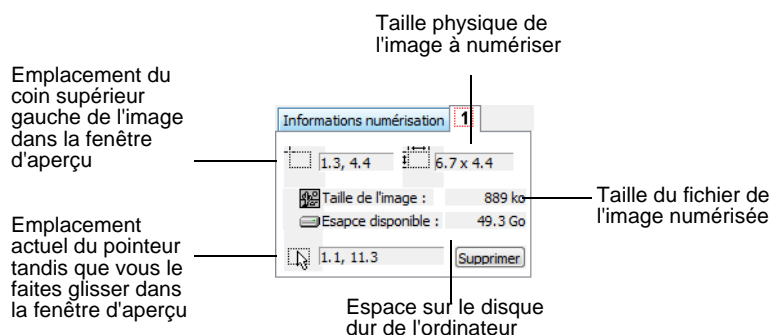 Taille physique de
l'image à numériser
Emplacement du
coin supérieur
gauche de l'image
dans la fenêtre
d'aperçu
Informations numérisation 1
1.3, 4.4 6.7 x 4.4
Taille de l'image : 889 ko
Esapce disponible : 49.3 Go
1.1, 11.3 Supprimer
Taille du fichier de
l'image numérisée
Emplacement
actuel du pointeur
tandis que vous le
faites glisser dans
la fenêtre d'aperçu
Espace sur le disque
dur de l'ordinateur